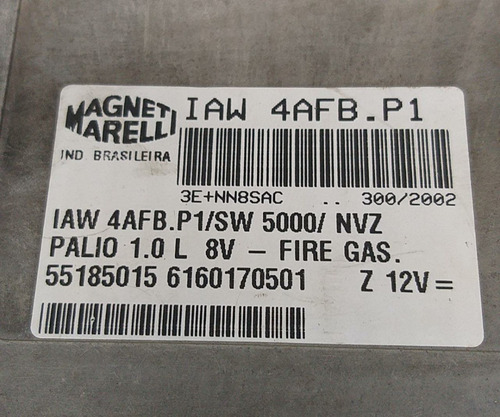 MAGNETI MARELLI
IAW 4AFB.P1
IND BRASILEIRA
3E+NN8SAC .. 300/2002
IAW 4AFB.P1/SW 5000/ NVZ
PALIO 1.0 L 8V – FIRE GAS.
55185015 6160170501 Z 12V=